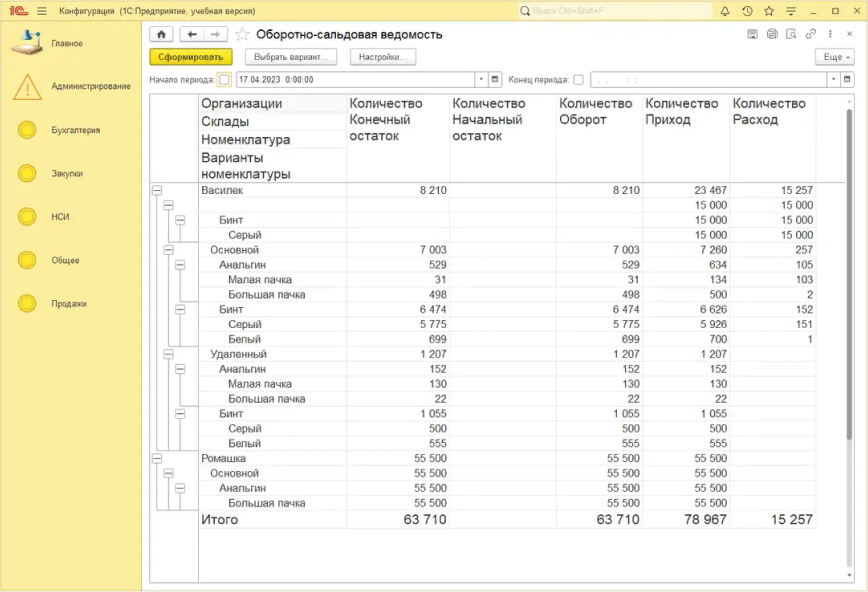 1С Конфигурация (1С:Предприятие, учебная версия)
Поиск Ctrl+Shift+F
Главное
Администрирование
Бухгалтерия
Закупки
НСИ
Общее
Продажи
Оборотно-сальдовая ведомость
Сформировать Выбрать вариант... Настройки... Еще
Начало периода: 17.04.2023 0:00:00 Конец периода: . . : :
Организации Количество Количество Количество Количество Количество
Склады Конечный Начальный Оборот Приход Расход
Номенклатура остаток остаток
Варианты
номенклатуры
Василек 8 210 8 210 23 467 15 257
15 000 15 000
Бинт 15 000 15 000
Серый 15 000 15 000
Основной 7 003 7 003 7 260 257
Анальгин 529 529 634 105
Малая пачка 31 31 134 103
Большая пачка 498 498 500 2
Бинт 6 474 6 474 6 626 152
Серый 5 775 5 775 5 926 151
Белый 699 699 700 1
Удаленный 1 207 1 207 1 207
Анальгин 152 152 152
Малая пачка 130 130 130
Большая пачка 22 22 22
Бинт 1 055 1 055 1 055
Серый 500 500 500
Белый 555 555 555
Ромашка 55 500 55 500 55 500
Основной 55 500 55 500 55 500
Анальгин 55 500 55 500 55 500
Большая пачка 55 500 55 500 55 500
Итого 63 710 63 710 78 967 15 257